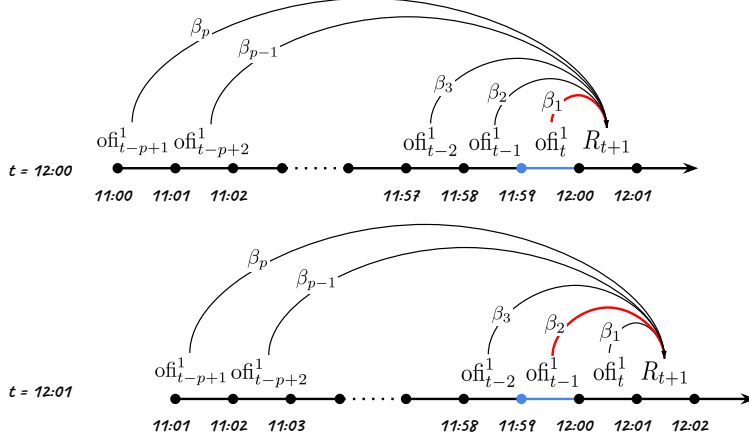 β_p
β_{p−1}
β_3
β_2
β_1
ofi^1_{t−p+1} ofi^1_{t−p+2} ofi^1_{t−2} ofi^1_{t−1} ofi^1_t R_{t+1}
t = 12:00
11:00 11:01 11:02 11:57 11:58 11:59 12:00 12:01
β_p
β_{p−1}
β_3
β_2
β_1
ofi^1_{t−p+1} ofi^1_{t−p+2} ofi^1_{t−2} ofi^1_{t−1} ofi^1_t R_{t+1}
t = 12:01
11:01 11:02 11:03 11:58 11:59 12:00 12:01 12:02